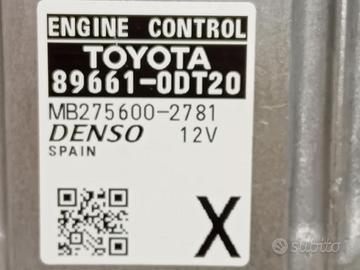 ENGINE CONTROL
TOYOTA
89661-0DT20
MB275600-2781
DENSO 12V
SPAIN
X
subito